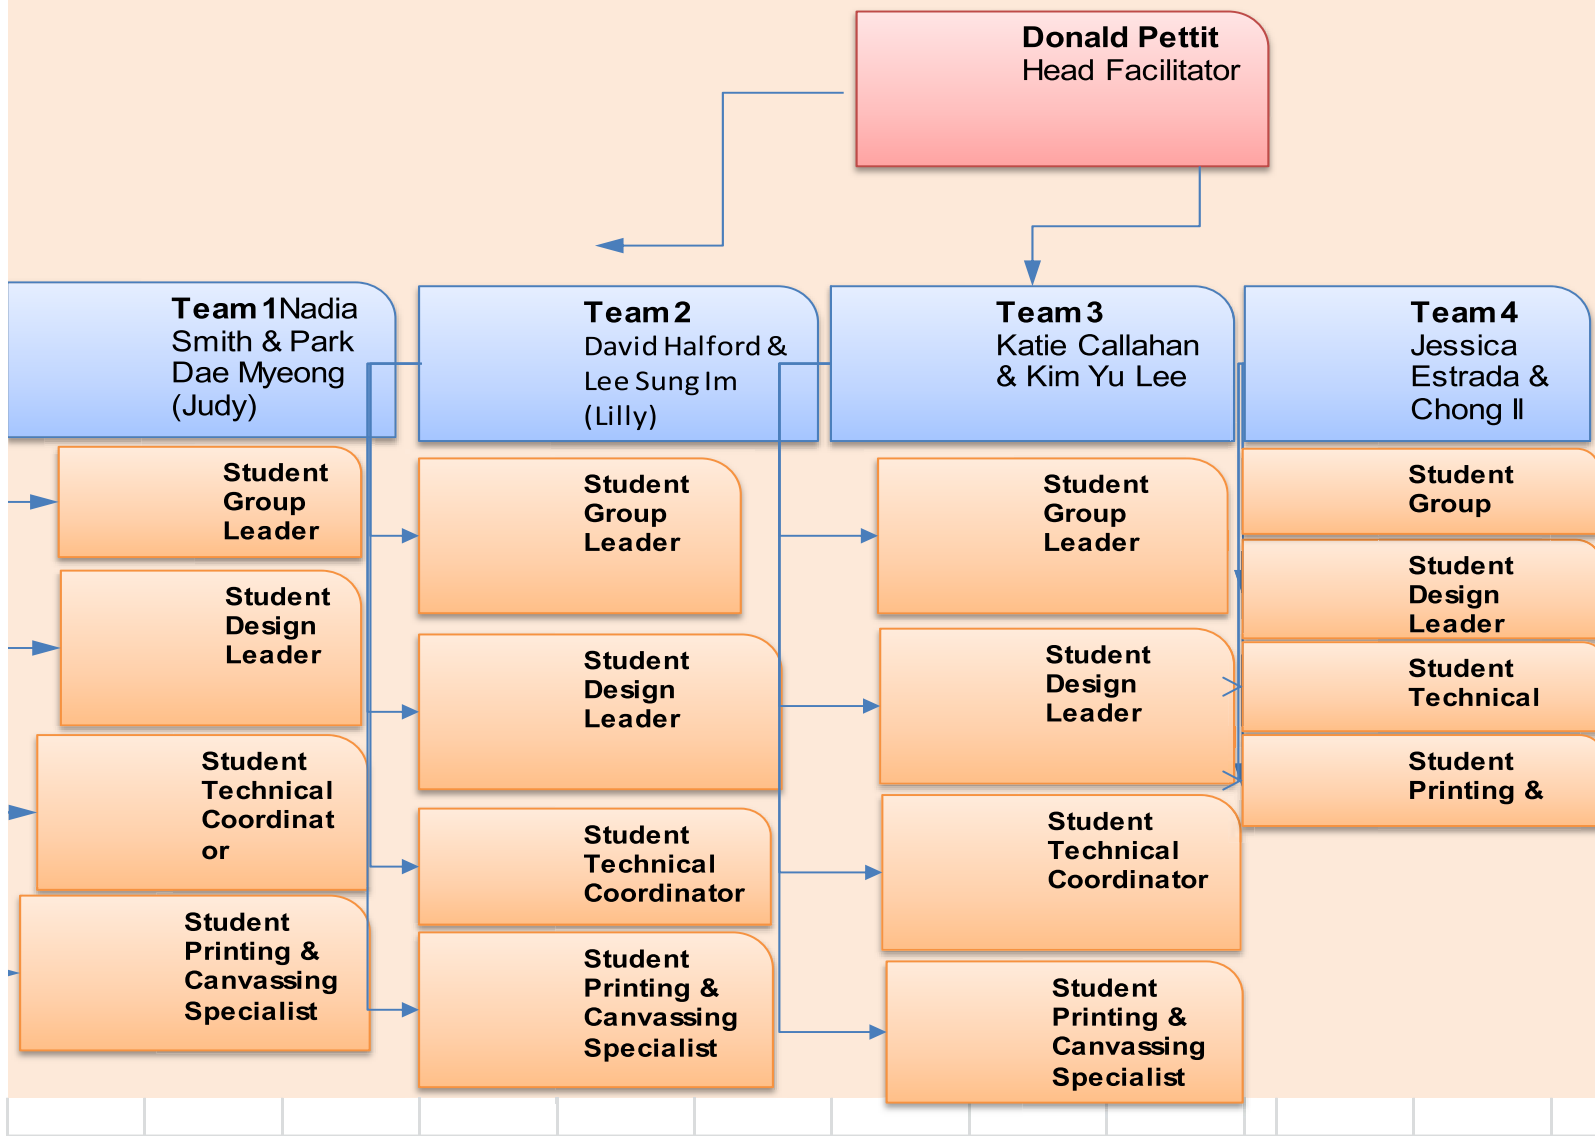 Donald Pettit
Head Facilitator
Team 1Nadia
Smith & Park
Dae Myeong
(Judy)
Team 2
David Halford &
Lee Sung Im
(Lilly)
Team 3
Katie Callahan
& Kim Yu Lee
Team 4
Jessica
Estrada &
Chong Il
Student
Group
Leader
Student
Design
Leader
Student
Technical
Coordinat
or
Student
Printing &
Canvassing
Specialist
Student
Group
Leader
Student
Design
Leader
Student
Technical
Coordinator
Student
Printing &
Canvassing
Specialist
Student
Group
Leader
Student
Design
Leader
Student
Technical
Coordinator
Student
Printing &
Canvassing
Specialist
Student
Group
Student
Design
Leader
Student
Technical
Student
Printing &